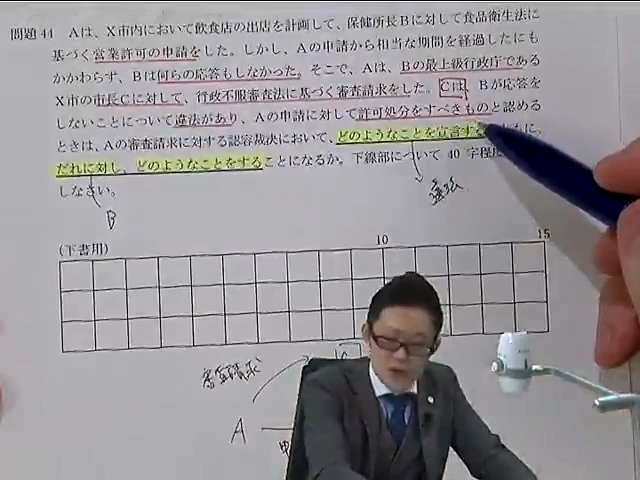 問題44 Aは、X市内において飲食店の出店を計画して、保健所長Bに対して食品衛生法に
基づく営業許可の申請をした。しかし、Aの申請から相当な期間を経過したにも
かかわらず、Bは何らの応答もしなかった。そこで、Aは、Bの最上級行政庁である
X市の市長Cに対して、行政不服審査法に基づく審査請求をした。Cは、Bが応答を
しないことについて違法があり、Aの申請に対して許可処分をすべきものと認める
ときは、Aの審査請求に対する認容裁決において、どのようなことを宣言する
だれに対し、どのようなことをすることになるか。下線部について40字程度
しなさい。
B
(下書用)
10
15
審査請求
A